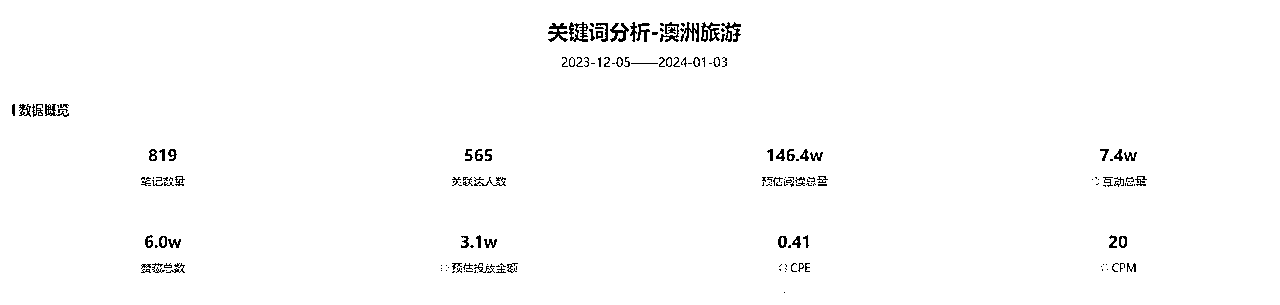 关键词分析-澳洲旅游
2023-12-05——2024-01-03
数据概览
819 565 146.4w 7.4w
笔记数量 关联达人数 预估阅读总量 互动总量
6.0w 3.1w 0.41 20
赞藏总数 预估投放金额 CPE CPM